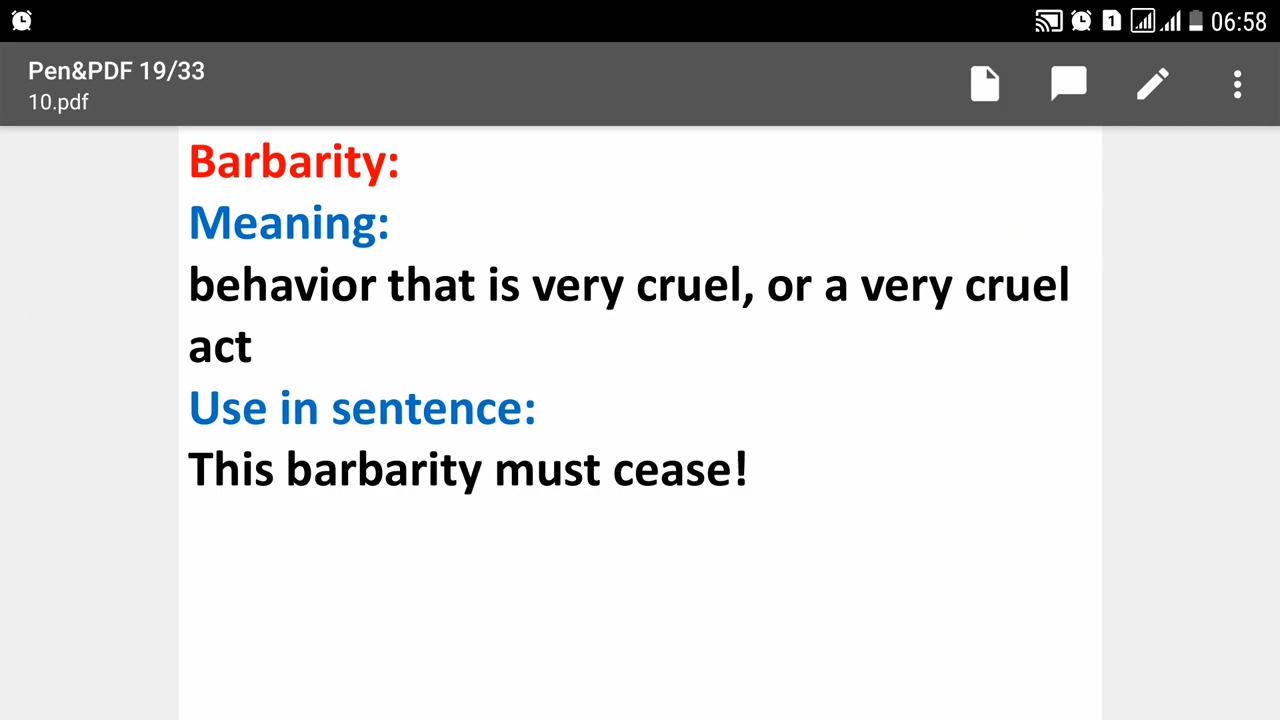 1
06:58
Pen&PDF 19/33
10.pdf
Barbarity:
Meaning:
behavior that is very cruel, or a very cruel
act
Use in sentence:
This barbarity must cease!